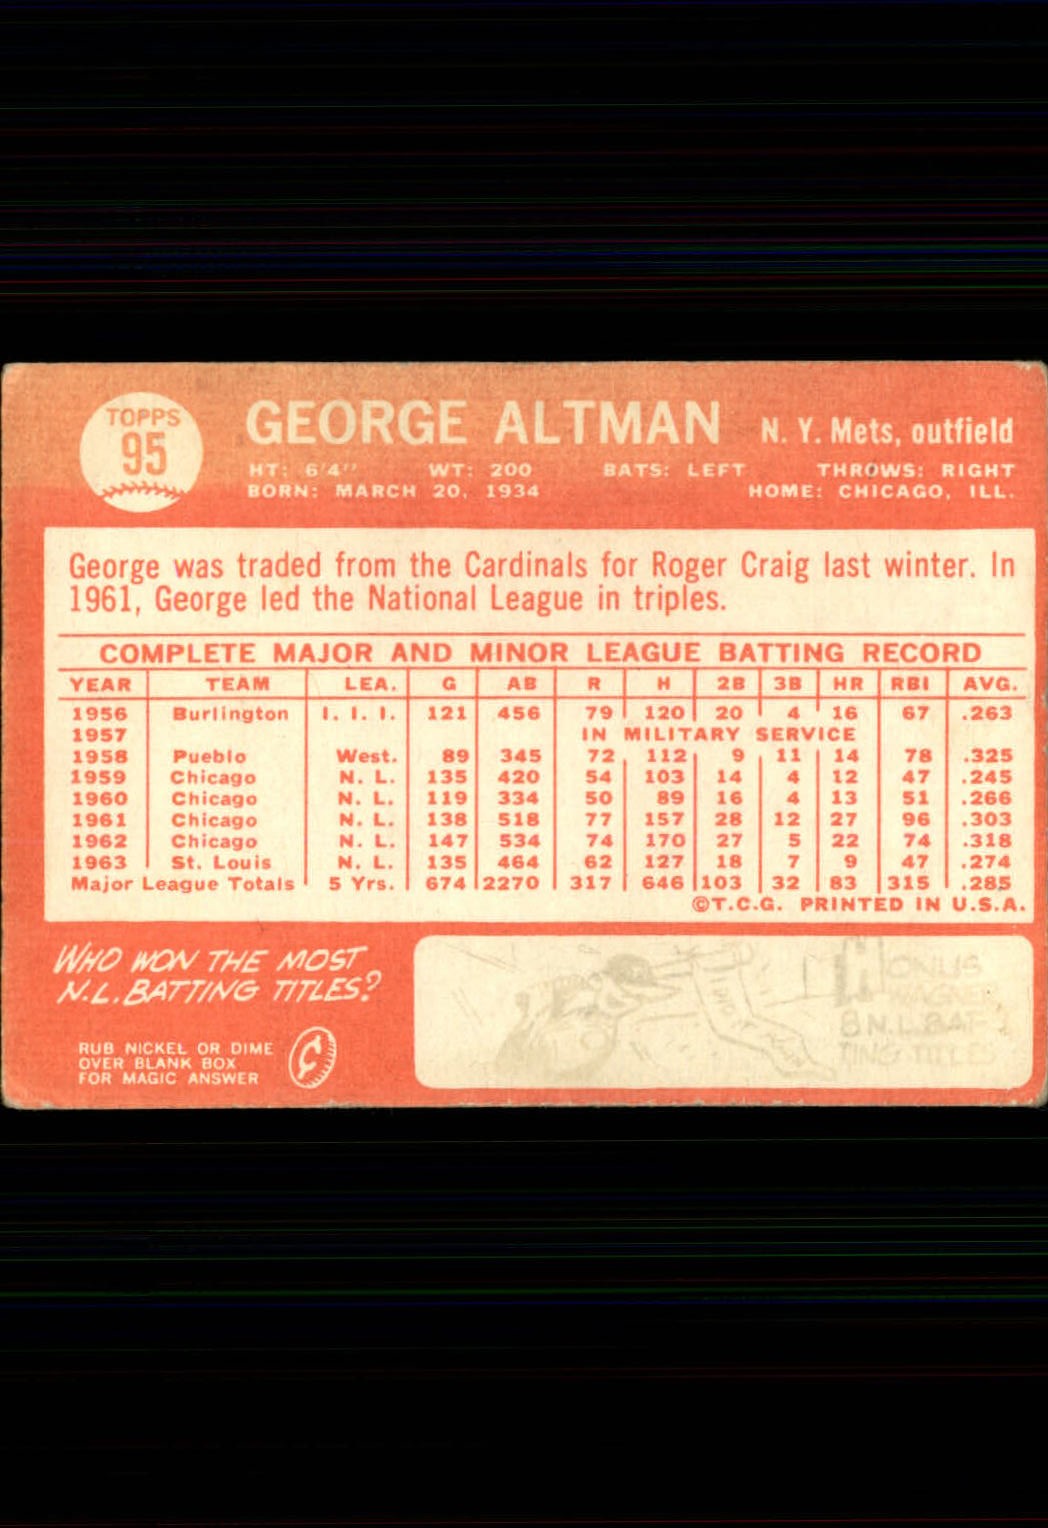 TOPPS
95
GEORGE ALTMAN N. Y. Mets, outfield
HT: 6'4" WT: 200 BATS: LEFT THROWS: RIGHT
BORN: MARCH 20, 1934 HOME: CHICAGO, ILL.
George was traded from the Cardinals for Roger Craig last winter. In
1961, George led the National League in triples.
COMPLETE MAJOR AND MINOR LEAGUE BATTING RECORD
YEAR TEAM LEA. G AB R H 2B 3B HR RBI AVG.
1956 Burlington I. I. I. 121 456 79 120 20 4 16 67 .263
1957 IN MILITARY SERVICE
1958 Pueblo West. 89 345 72 112 9 11 14 78 .325
1959 Chicago N. L. 135 420 54 103 14 4 12 47 .245
1960 Chicago N. L. 119 334 50 89 16 4 13 51 .266
1961 Chicago N. L. 138 518 77 157 28 12 27 96 .303
1962 Chicago N. L. 147 534 74 170 27 5 22 74 .318
1963 St. Louis N. L. 135 464 62 127 18 7 9 47 .274
Major League Totals 5 Yrs. 674 2270 317 646 103 32 83 315 .285
©T.C.G. PRINTED IN U.S.A.
WHO WON THE MOST
N.L. BATTING TITLES?
RUB NICKEL OR DIME
OVER BLANK BOX
FOR MAGIC ANSWER
HONUS
WAGNER
8 N.L. BAT-
TING TITLES